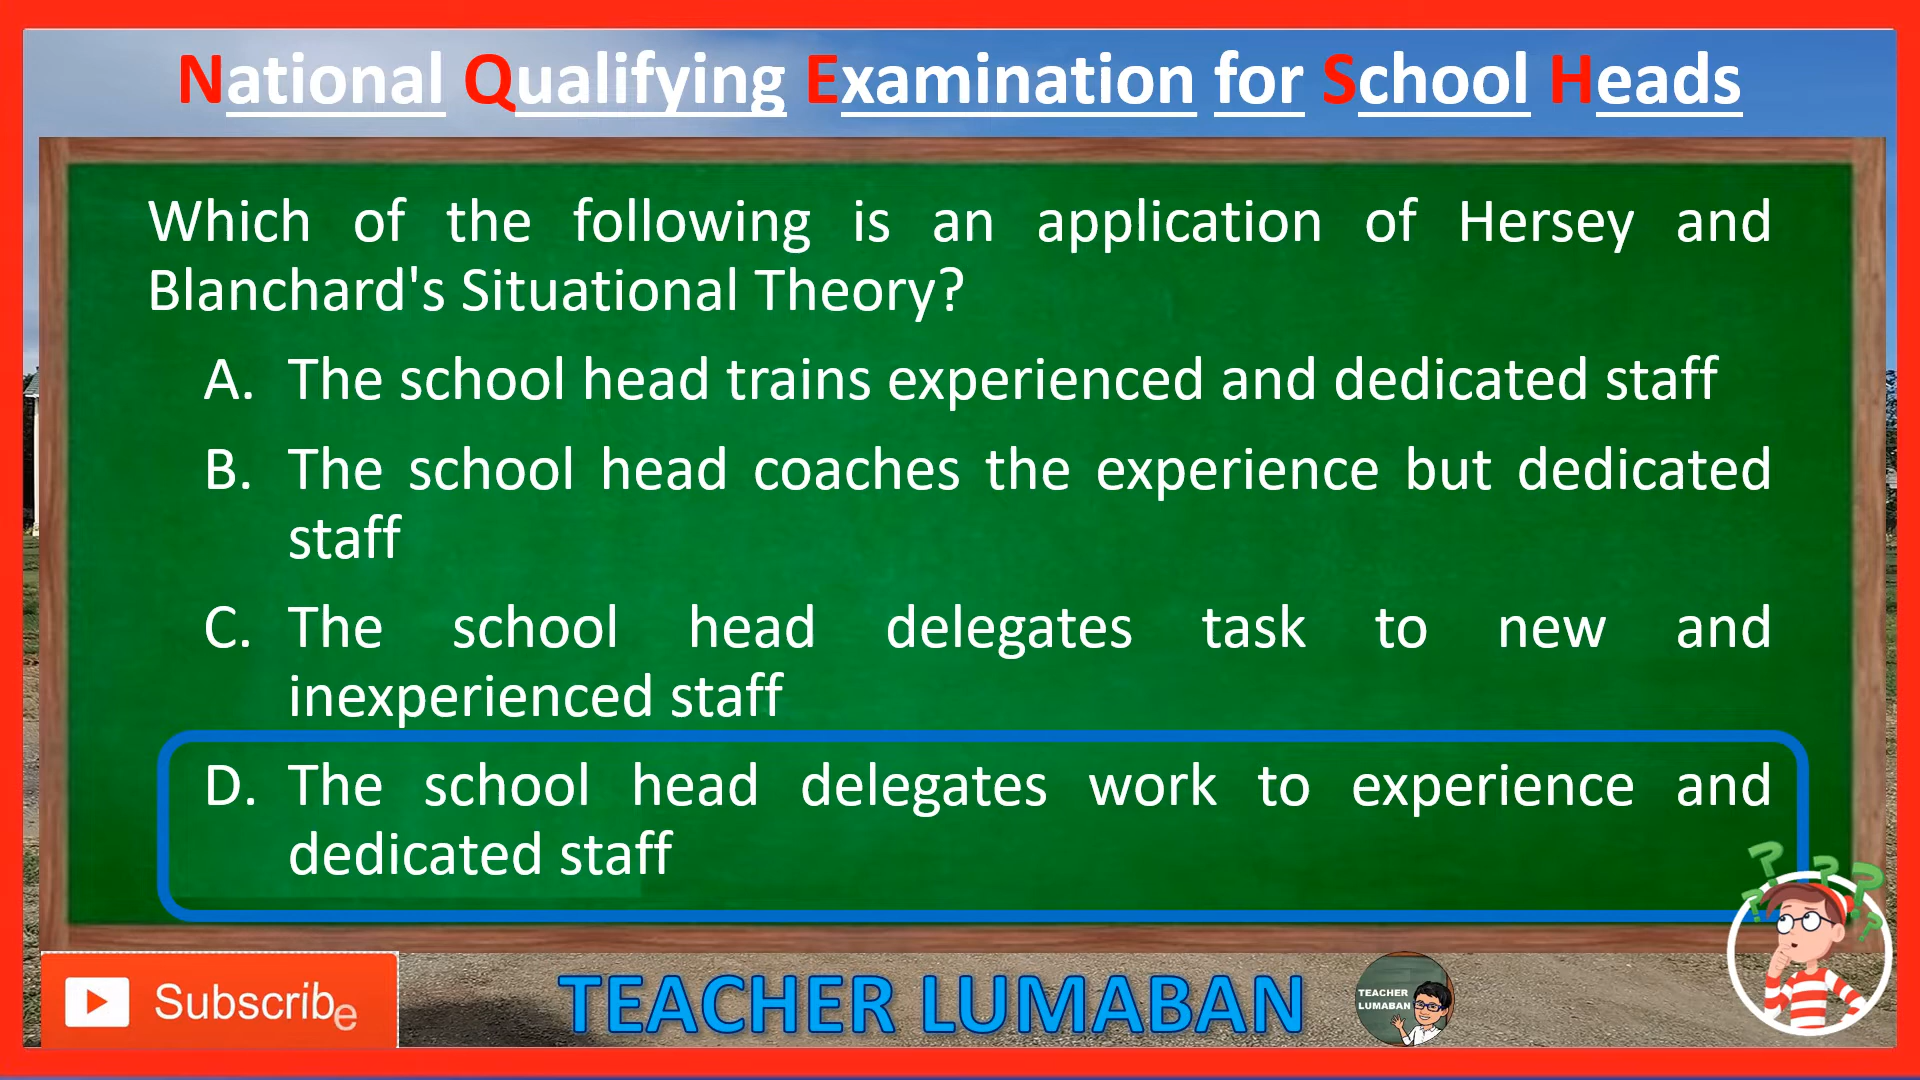 National Qualifying Examination for School Heads
Which of the following is an application of Hersey and
Blanchard's Situational Theory?
A. The school head trains experienced and dedicated staff
B. The school head coaches the experience but dedicated
staff
C. The school head delegates task to new and
inexperienced staff
D. The school head delegates work to experience and
dedicated staff
Subscribe
TEACHER LUMABAN
TEACHER
LUMABAN